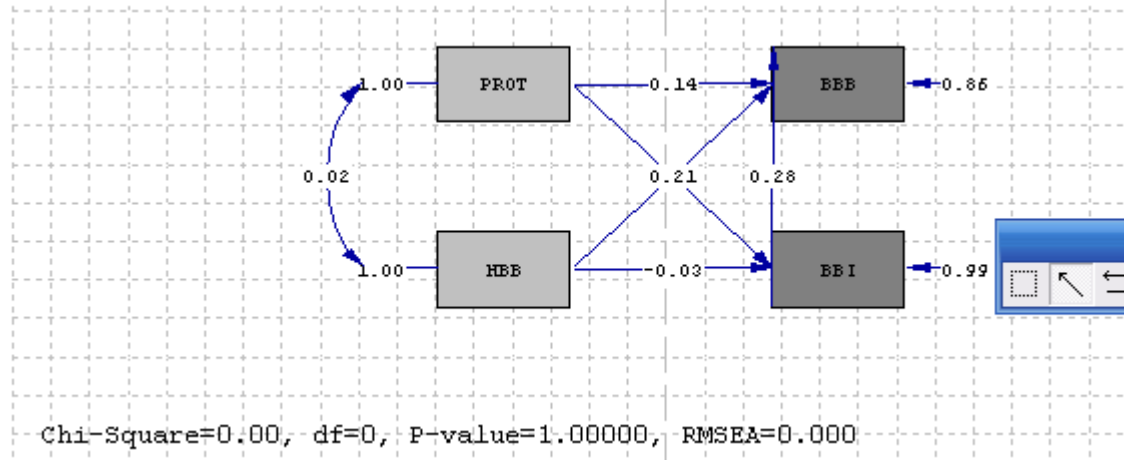 1.00 PROT 0.14 BBB 0.86
0.02 0.21 0.28
1.00 HBB -0.03 BBI 0.99
Chi-Square=0.00, df=0, P-value=1.00000, RMSEA=0.000